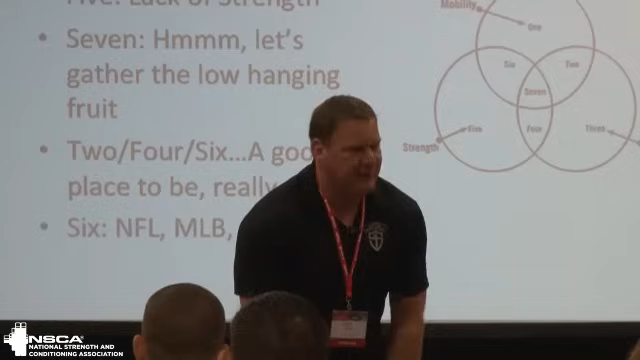 Five: Lack of Strength
• Seven: Hmmm, let's
gather the low hanging
fruit
• Two/Four/Six...A goo
place to be, really
• Six: NFL, MLB,
Mobility
One
Six
Two
Seven
Five
Four
Three
Strength
NSCA
NATIONAL STRENGTH AND
CONDITIONING ASSOCIATION